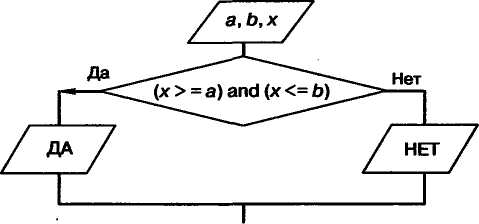 a, b, x
Да
(x > = a) and (x < = b)
Нет
ДА
НЕТ